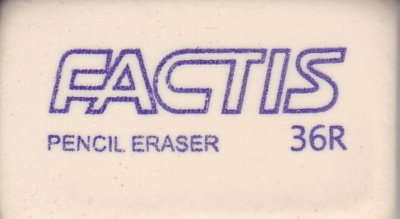 FACTIS
PENCIL ERASER 36R